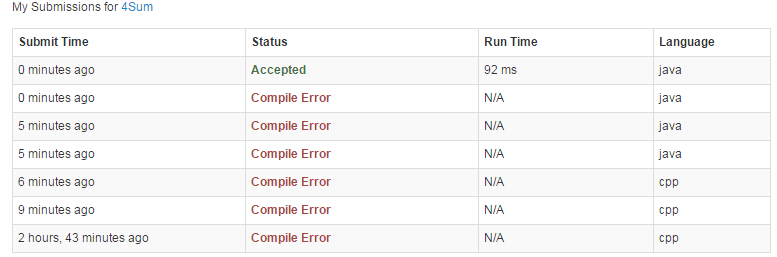 My Submissions for 4Sum
Submit Time Status Run Time Language
0 minutes ago Accepted 92 ms java
0 minutes ago Compile Error N/A java
5 minutes ago Compile Error N/A java
5 minutes ago Compile Error N/A java
6 minutes ago Compile Error N/A cpp
9 minutes ago Compile Error N/A cpp
2 hours, 43 minutes ago Compile Error N/A cpp